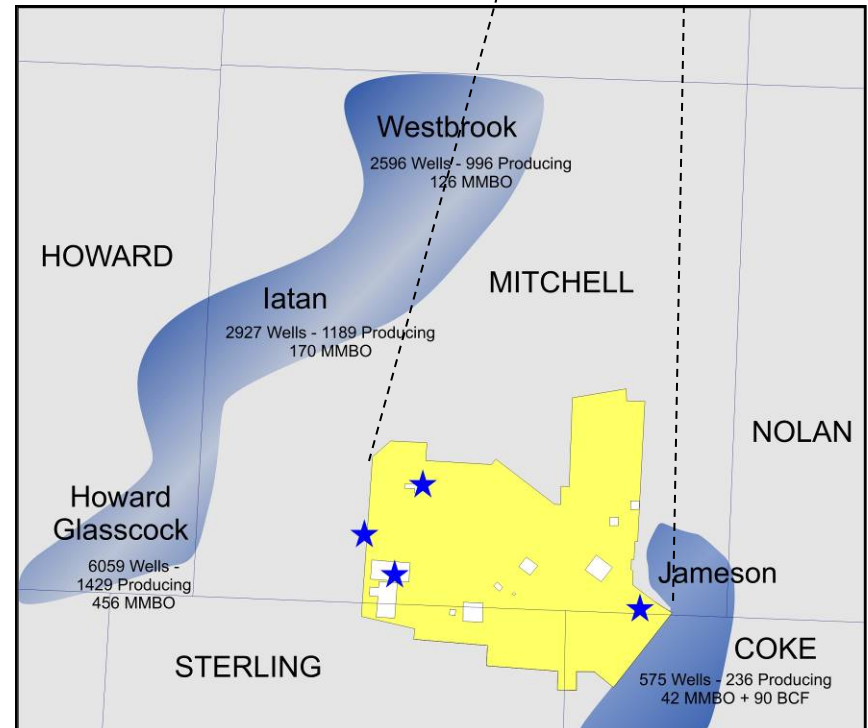 Westbrook
2596 Wells - 996 Producing
126 MMBO
HOWARD
MITCHELL
Iatan
2927 Wells - 1189 Producing
170 MMBO
NOLAN
Howard
Glasscock
6059 Wells -
1429 Producing
456 MMBO
Jameson
COKE
STERLING
575 Wells - 236 Producing
42 MMBO + 90 BCF